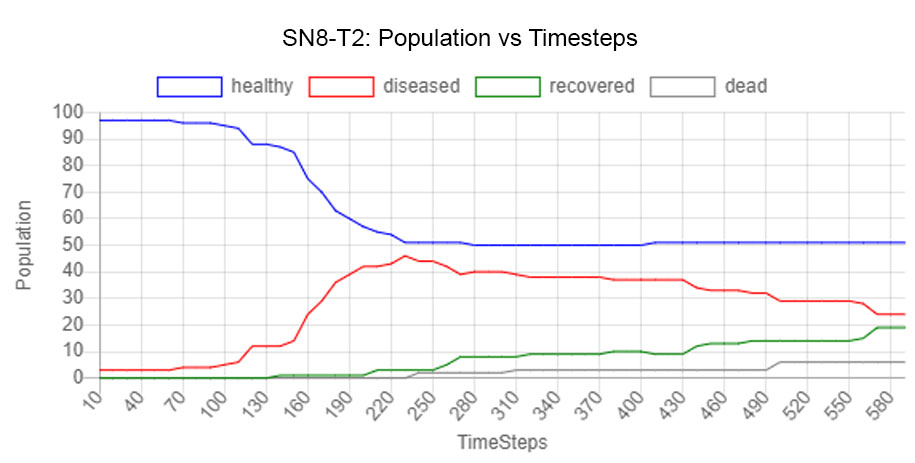 SN8-T2: Population vs Timesteps
healthy diseased recovered dead
100
90
80
70
60
50
40
30
20
10
0
Population
10 40 70 100 130 160 190 220 250 280 310 340 370 400 430 460 490 520 550 580
TimeSteps